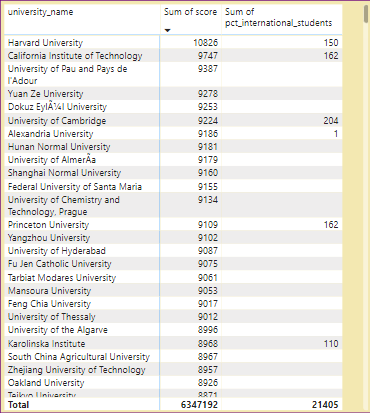 university_name Sum of score Sum of
pct_international_students
Harvard University 10826 150
California Institute of Technology 9747 162
University of Pau and Pays de 9387
l'Adour
Yuan Ze University 9278
Dokuz EylÃ¼l University 9253
University of Cambridge 9224 204
Alexandria University 9186 1
Hunan Normal University 9181
University of AlmerÃ­a 9179
Shanghai Normal University 9160
Federal University of Santa Maria 9155
University of Chemistry and 9134
Technology, Prague
Princeton University 9109 162
Yangzhou University 9102
University of Hyderabad 9087
Fu Jen Catholic University 9075
Tarbiat Modares University 9061
Mansoura University 9053
Feng Chia University 9017
University of Thessaly 9012
University of the Algarve 8996
Karolinska Institute 8968 110
South China Agricultural University 8967
Zhejiang University of Technology 8957
Oakland University 8926
Teikyo University 8871
Total 6347192 21405